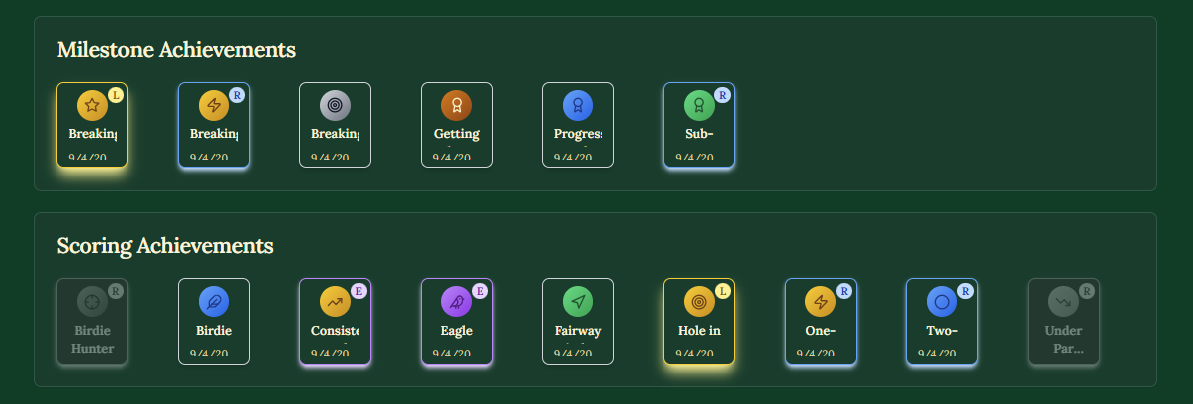 Milestone Achievements
L
R
R
Breaking
Breaking
Breaking
Getting
Progress
Sub-
9/4/20
9/4/20
9/4/20
9/4/20
9/4/20
9/4/20
Scoring Achievements
R
E
E
L
R
R
R
Birdie
Hunter
Birdie
Consiste
Eagle
Fairway
Hole in
One-
Two-
Under
Par...
9/4/20
9/4/20
9/4/20
9/4/20
9/4/20
9/4/20
9/4/20